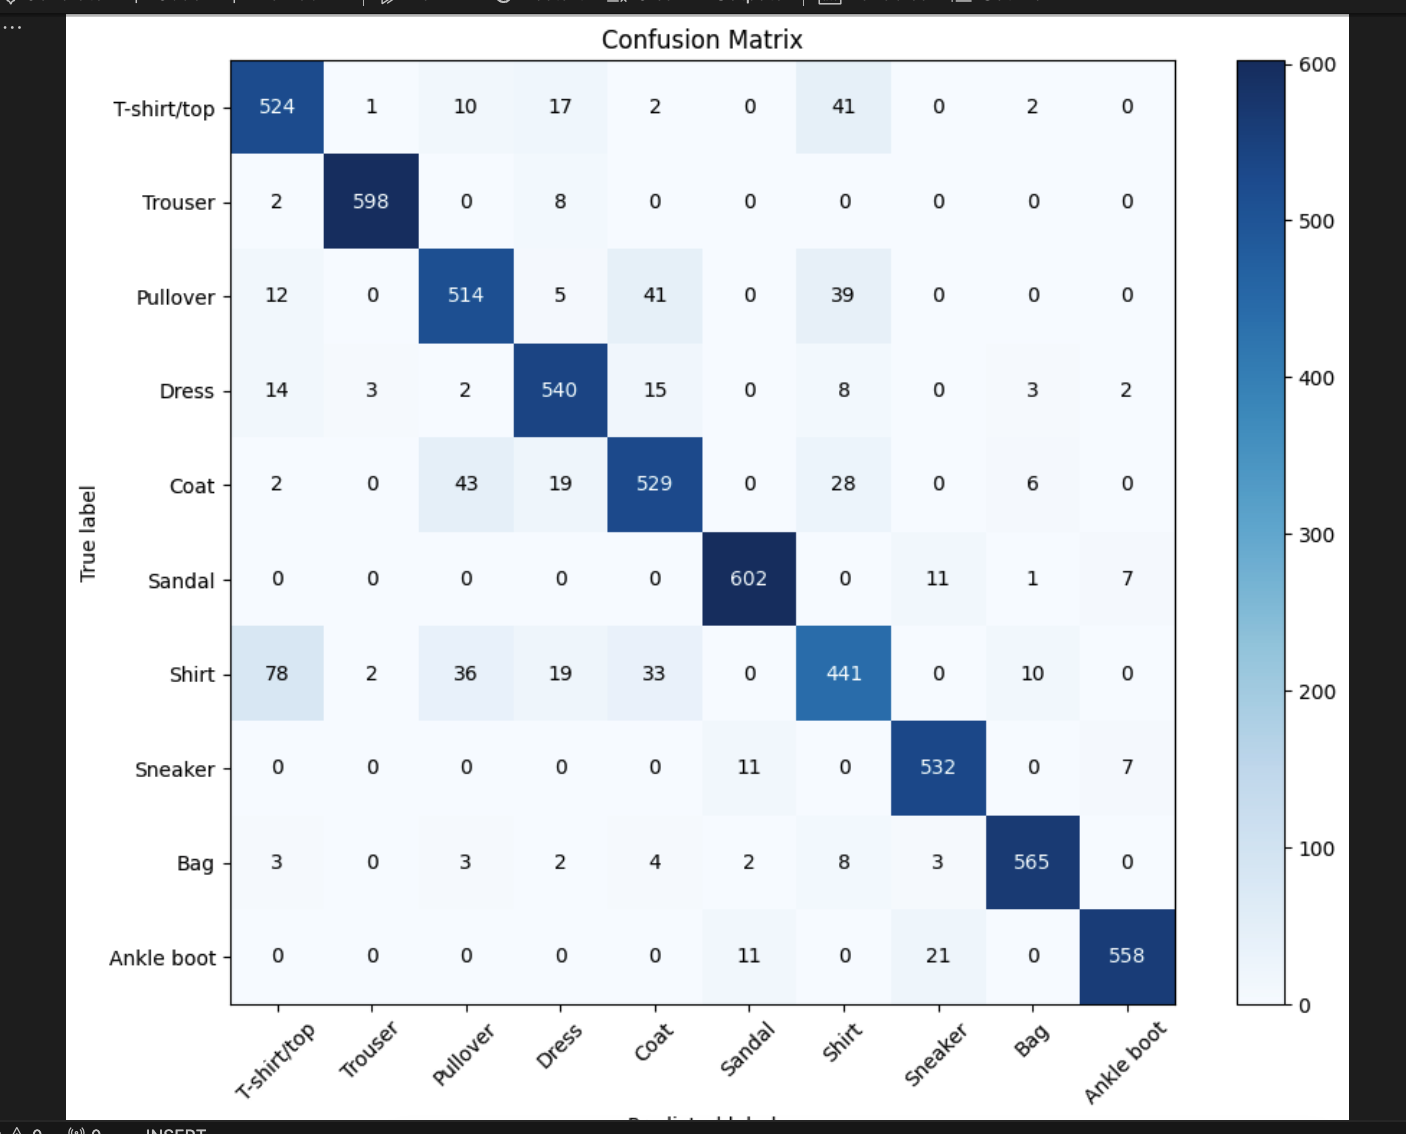 Confusion Matrix
T-shirt/top 524 1 10 17 2 0 41 0 2 0
Trouser 2 598 0 8 0 0 0 0 0 0
Pullover 12 0 514 5 41 0 39 0 0 0
Dress 14 3 2 540 15 0 8 0 3 2
Coat 2 0 43 19 529 0 28 0 6 0
Sandal 0 0 0 0 0 602 0 11 1 7
Shirt 78 2 36 19 33 0 441 0 10 0
Sneaker 0 0 0 0 0 11 0 532 0 7
Bag 3 0 3 2 4 2 8 3 565 0
Ankle boot 0 0 0 0 0 11 0 21 0 558
True label
T-shirt/top Trouser Pullover Dress Coat Sandal Shirt Sneaker Bag Ankle boot
600
500
400
300
200
100
0
INSERT